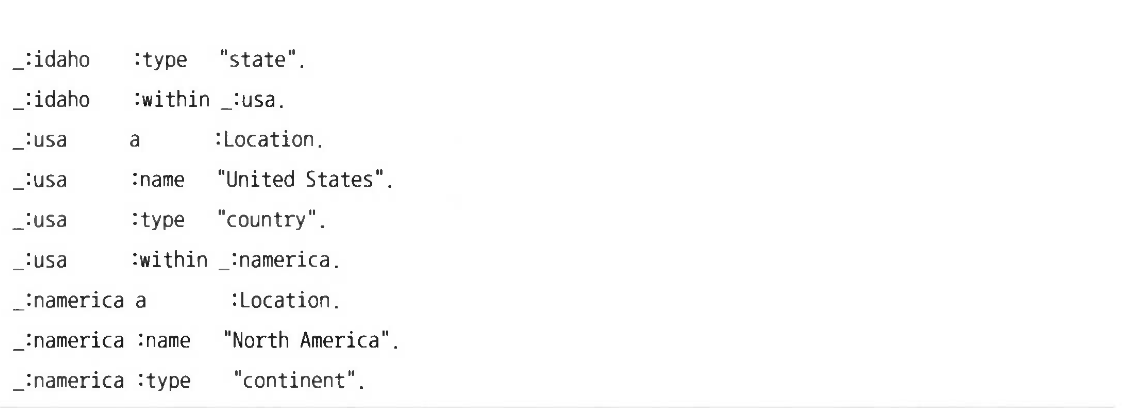 _:idaho :type "state".
_:idaho :within _:usa.
_:usa a :Location.
_:usa :name "United States".
_:usa :type "country".
_:usa :within _:namerica.
_:namerica a :Location.
_:namerica :name "North America".
_:namerica :type "continent".